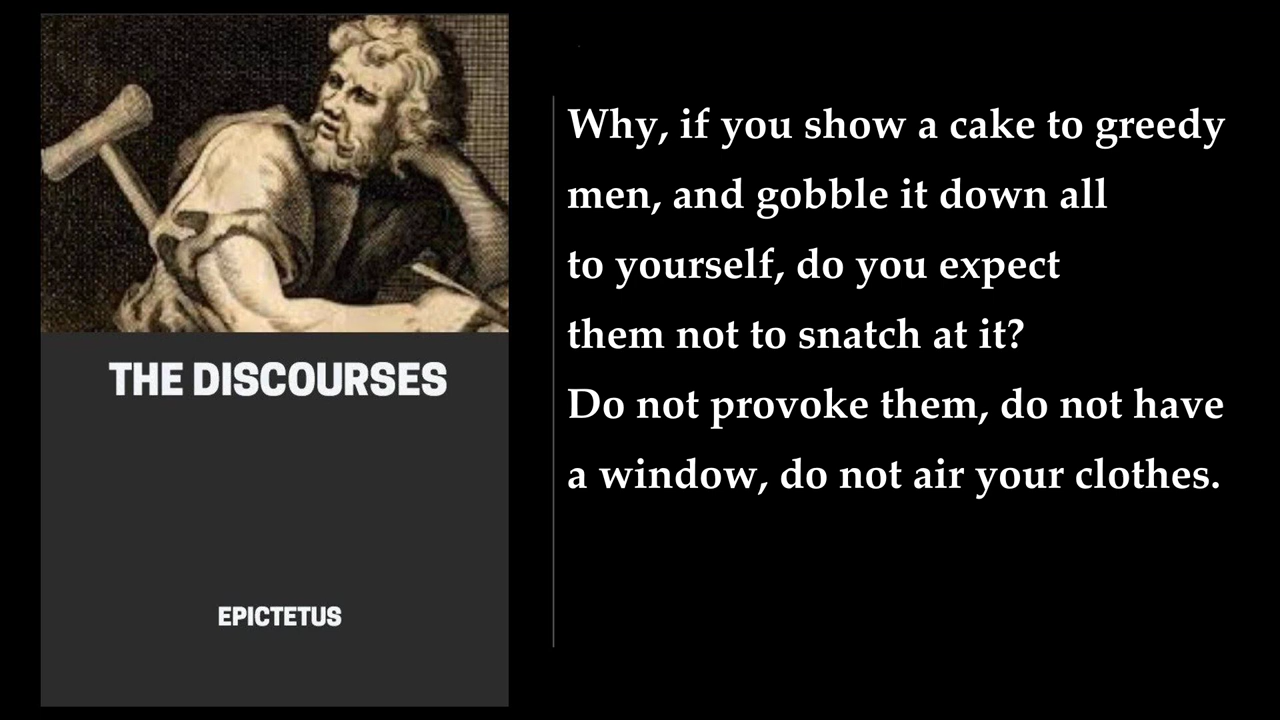 THE DISCOURSES
EPICTETUS
Why, if you show a cake to greedy
men, and gobble it down all
to yourself, do you expect
them not to snatch at it?
Do not provoke them, do not have
a window, do not air your clothes.